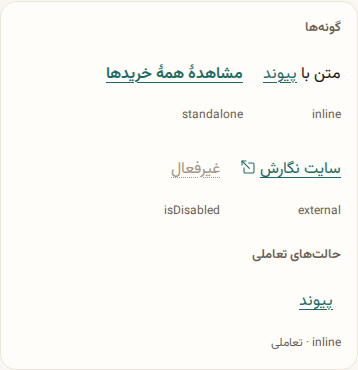 گونه‌ها
متن با پیوند مشاهدهٔ همهٔ خریدها
inline standalone
سایت نگارش غیرفعال
external isDisabled
حالت‌های تعاملی
پیوند
inline · تعاملی